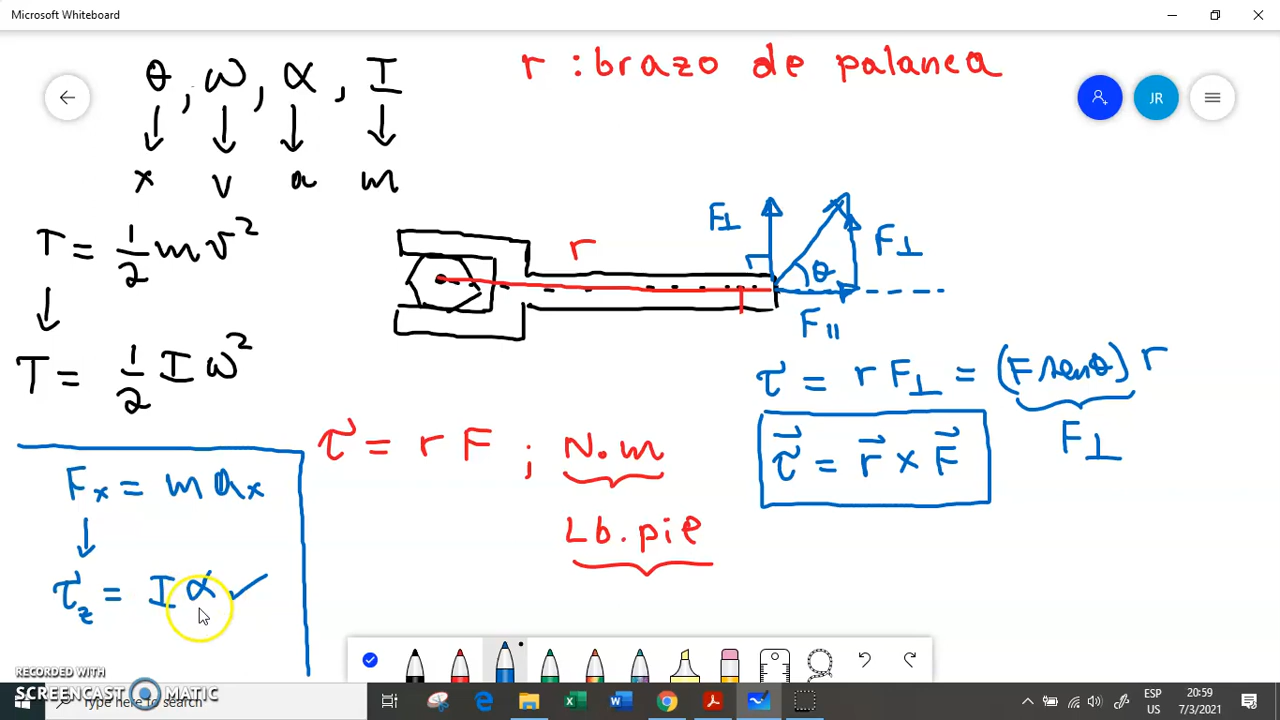 Microsoft Whiteboard
r : brazo de palanca
θ, ω, α, I
x v a m
JR
T = 1/2 m v²
T = 1/2 I ω²
r
F⊥
θ
F⊥
F||
τ = r F⊥ = (F senθ) r
F⊥
τ⃗ = r⃗ × F⃗
τ = r F ; N.m
Lb.pie
Fx = m ax
τz = I α ✓
RECORDED WITH
SCREENCAST MATIC
Type here to search
ESP
US
20:59
7/3/2021